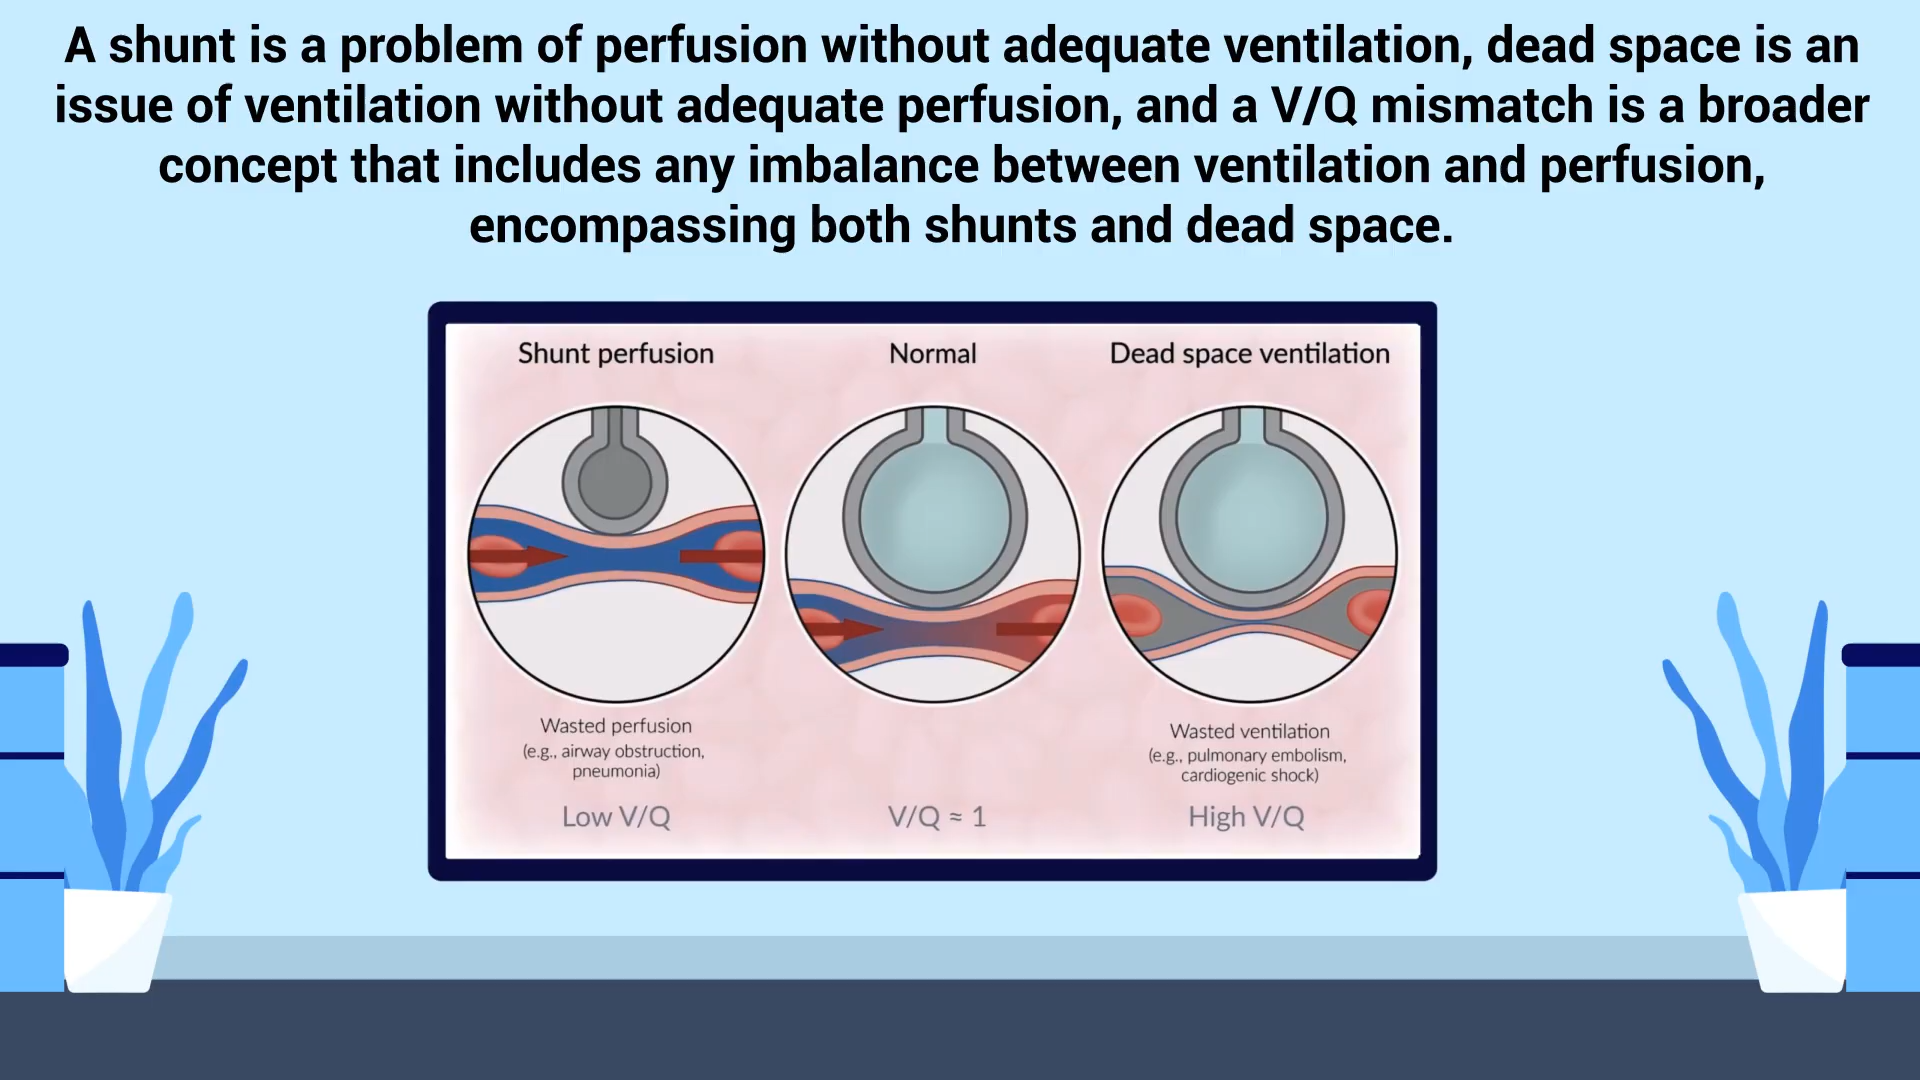 A shunt is a problem of perfusion without adequate ventilation, dead space is an
issue of ventilation without adequate perfusion, and a V/Q mismatch is a broader
concept that includes any imbalance between ventilation and perfusion,
encompassing both shunts and dead space.
Shunt perfusion
Normal
Dead space ventilation
Wasted perfusion
(e.g., airway obstruction,
pneumonia)
Wasted ventilation
(e.g., pulmonary embolism,
cardiogenic shock)
Low V/Q
V/Q ≈ 1
High V/Q